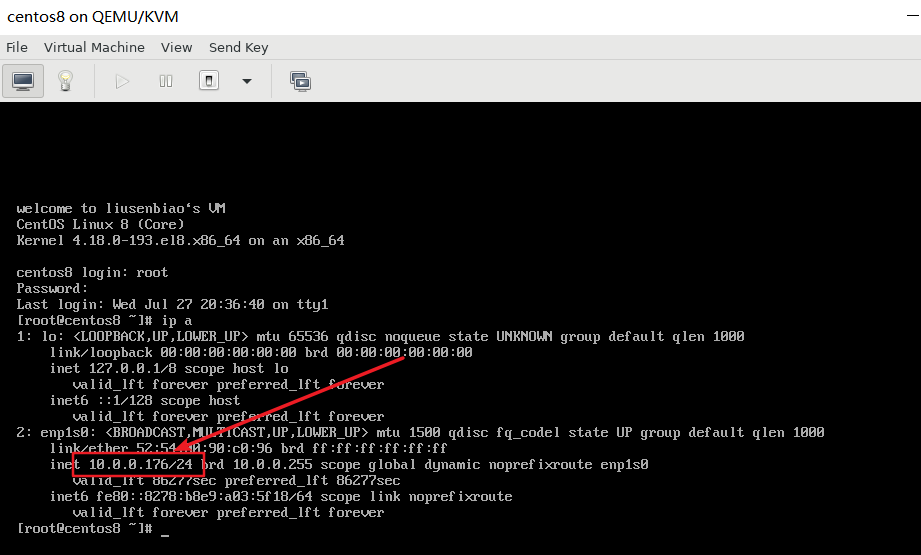 centos8 on QEMU/KVM
File Virtual Machine View Send Key
welcome to liusenbiao's VM
CentOS Linux 8 (Core)
Kernel 4.18.0-193.el8.x86_64 on an x86_64
centos8 login: root
Password:
Last login: Wed Jul 27 20:36:40 on tty1
[root@centos8 ~]# ip a
1: lo: <LOOPBACK,UP,LOWER_UP> mtu 65536 qdisc noqueue state UNKNOWN group default qlen 1000
link/loopback 00:00:00:00:00:00 brd 00:00:00:00:00:00
inet 127.0.0.1/8 scope host lo
valid_lft forever preferred_lft forever
inet6 ::1/128 scope host
valid_lft forever preferred_lft forever
2: enp1s0: <BROADCAST,MULTICAST,UP,LOWER_UP> mtu 1500 qdisc fq_codel state UP group default qlen 1000
link/ether brd ff:ff:ff:ff:ff:ff
inet 10.0.0.176/24 brd 10.0.0.255 scope global dynamic noprefixroute enp1s0
valid_lft 86277sec preferred_lft 86277sec
inet6 fe80::8278:b8e9:a03:5f18/64 scope link noprefixroute
valid_lft forever preferred_lft forever
[root@centos8 ~]# _